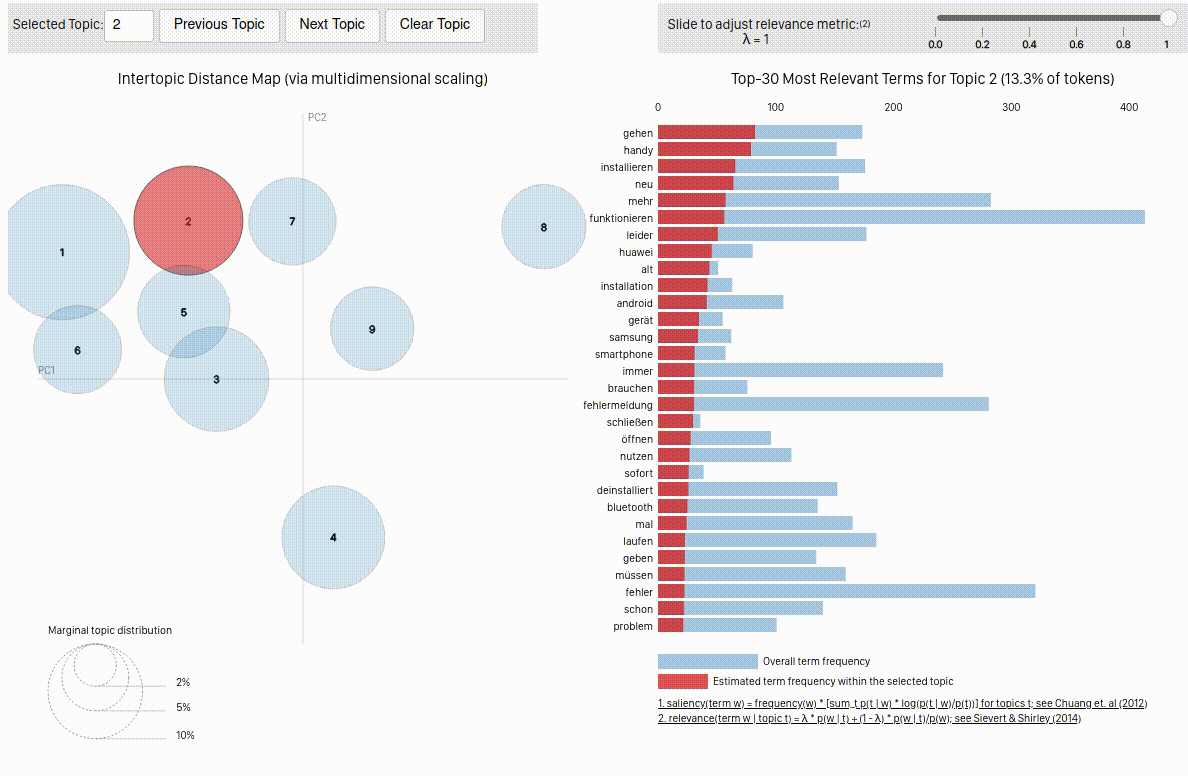 Selected Topic: 2 Previous Topic Next Topic Clear Topic
Slide to adjust relevance metric:(2)
λ = 1
0.0 0.2 0.4 0.6 0.8 1
Intertopic Distance Map (via multidimensional scaling)
PC2
PC1
1
2
7
8
5
9
6
3
4
Marginal topic distribution
2%
5%
10%
Top-30 Most Relevant Terms for Topic 2 (13.3% of tokens)
0 100 200 300 400
gehen
handy
installieren
neu
mehr
funktionieren
leider
huawei
alt
installation
android
gerät
samsung
smartphone
immer
brauchen
fehlermeldung
schließen
öffnen
nutzen
sofort
deinstalliert
bluetooth
mal
laufen
geben
müssen
fehler
schon
problem
Overall term frequency
Estimated term frequency within the selected topic
1. saliency(term w) = frequency(w) * [sum_t p(t | w) * log(p(t | w)/p(t))] for topics t; see Chuang et. al (2012)
2. relevance(term w | topic t) = λ * p(w | t) + (1 - λ) * p(w | t)/p(w); see Sievert & Shirley (2014)